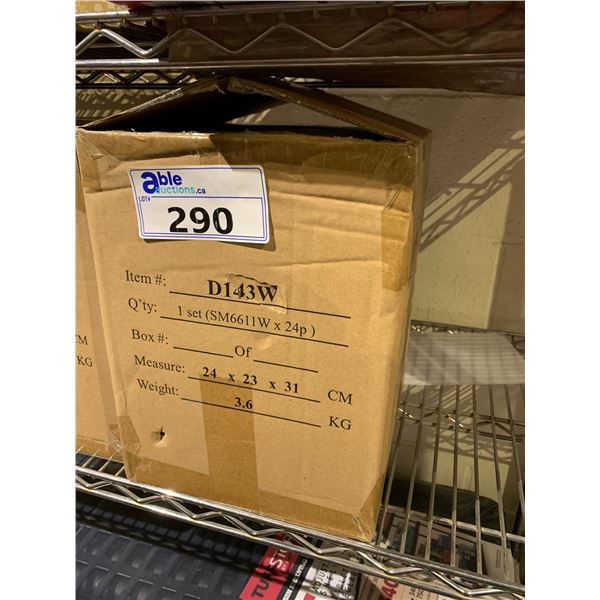 able
auctions.ca
LOT# 290
Item #: D143W
Q'ty: 1 set (SM6611W x 24p )
Box #: Of
Measure: 24 x 23 x 31 CM
Weight: 3.6 KG
CM
KG